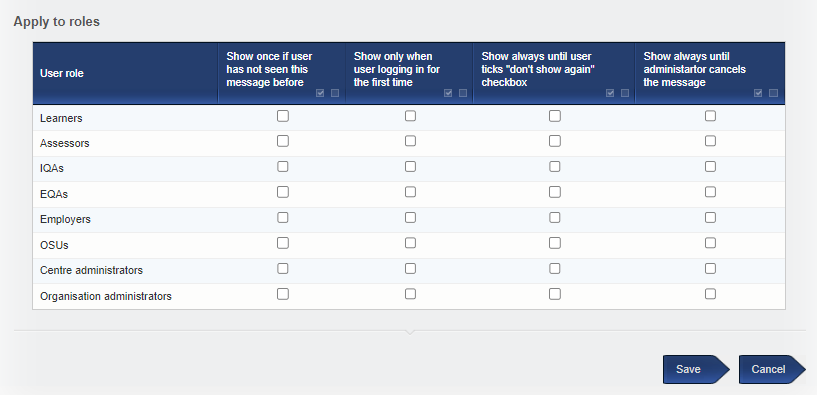 Apply to roles
User role
Show once if user
has not seen this
message before
Show only when
user logging in for
the first time
Show always until user
ticks "don't show again"
checkbox
Show always until
administartor cancels
the message
Learners
Assessors
IQAs
EQAs
Employers
OSUs
Centre administrators
Organisation administrators
Save
Cancel